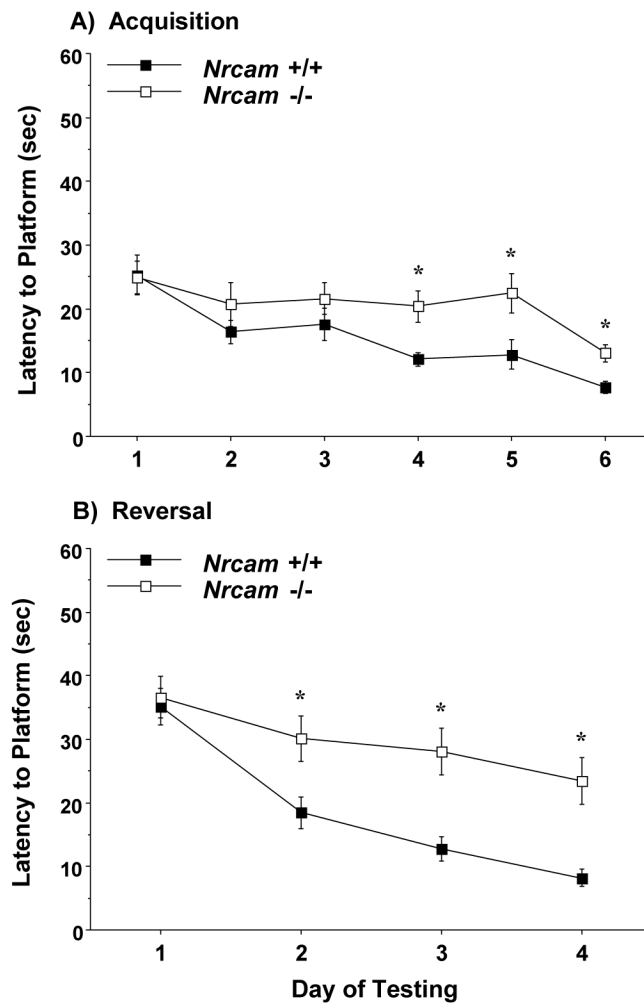 A) Acquisition
60
50
40
30
20
10
0
Latency to Platform (sec)
Nrcam +/+
Nrcam -/-
*
*
*
1 2 3 4 5 6
B) Reversal
60
50
40
30
20
10
0
Latency to Platform (sec)
Nrcam +/+
Nrcam -/-
*
*
*
1 2 3 4
Day of Testing